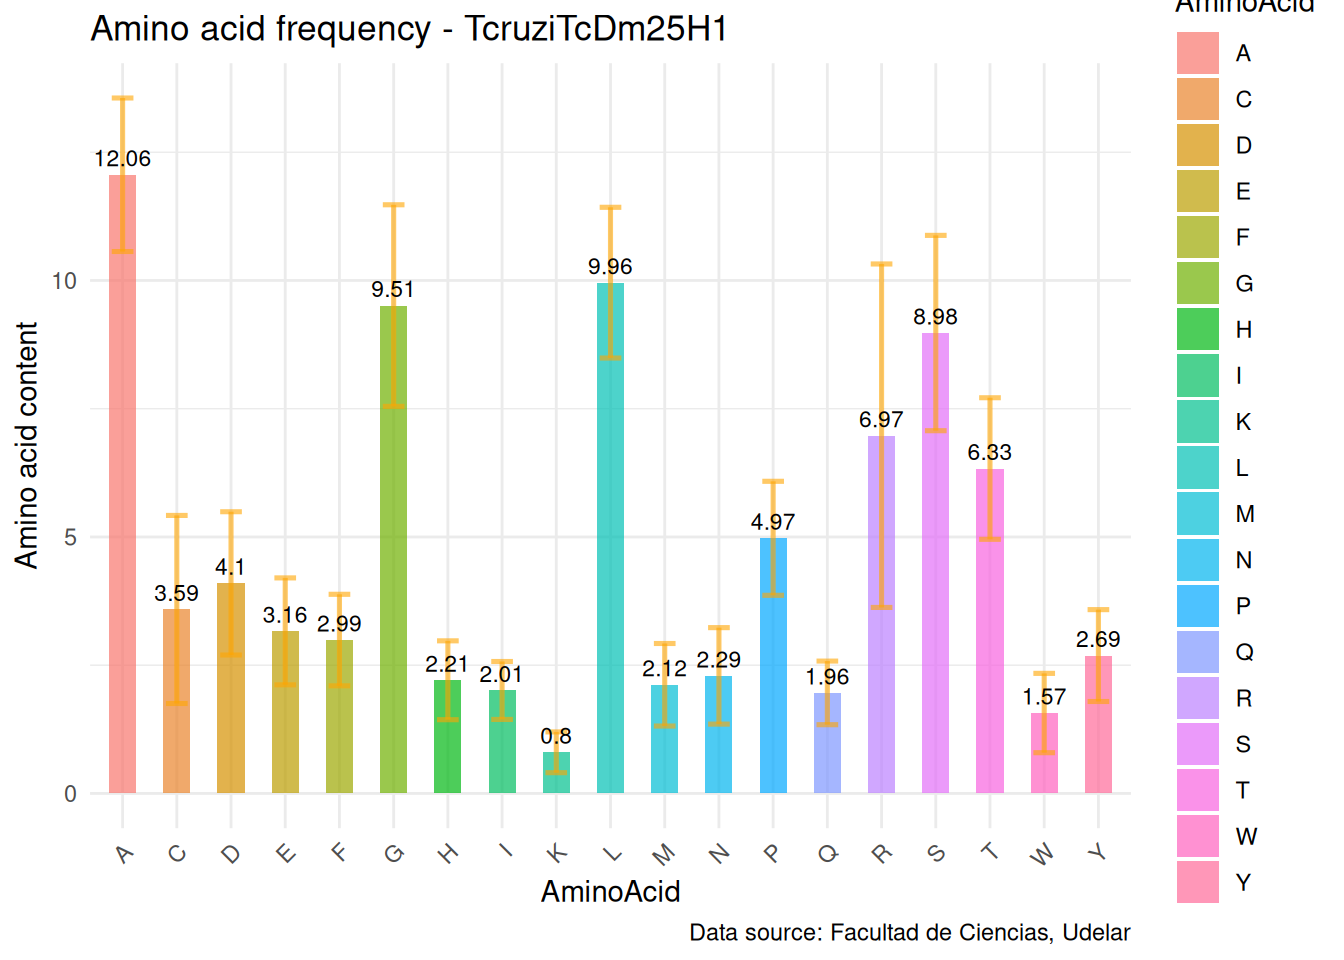 Amino acid frequency - TcruziTcDm25H1
AminoAcid
A
C
D
E
F
G
H
I
K
L
M
N
P
Q
R
S
T
W
Y
Amino acid content
10
5
0
12.06
3.59
4.1
3.16
2.99
9.51
2.21
2.01
0.8
9.96
2.12
2.29
4.97
1.96
6.97
8.98
6.33
1.57
2.69
A C D E F G H I K L M N P Q R S T W Y
AminoAcid
Data source: Facultad de Ciencias, Udelar